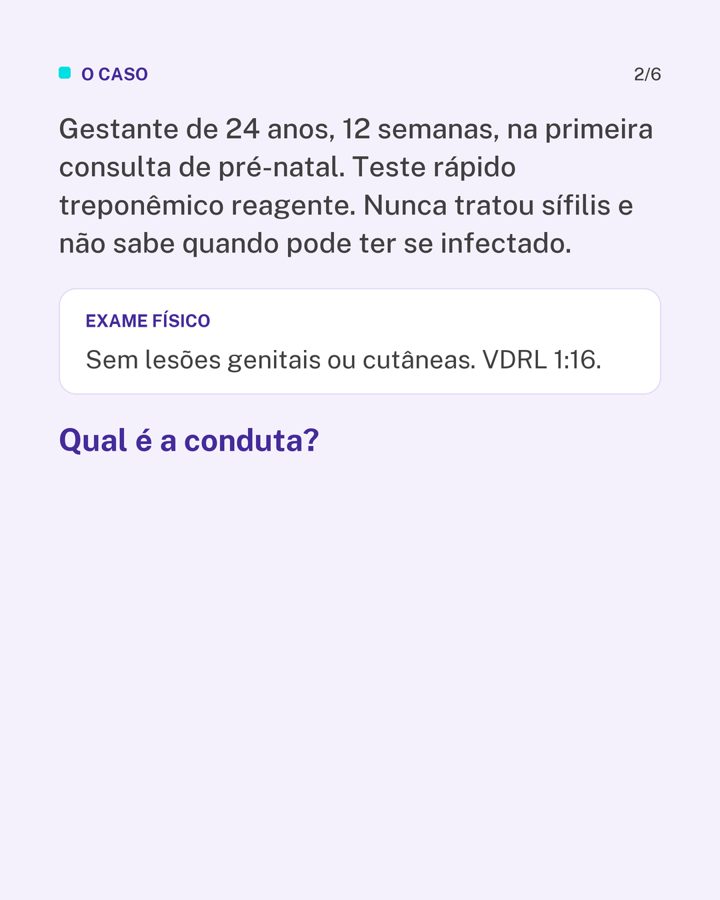 O CASO
2/6
Gestante de 24 anos, 12 semanas, na primeira
consulta de pré-natal. Teste rápido
treponêmico reagente. Nunca tratou sífilis e
não sabe quando pode ter se infectado.
EXAME FÍSICO
Sem lesões genitais ou cutâneas. VDRL 1:16.
Qual é a conduta?